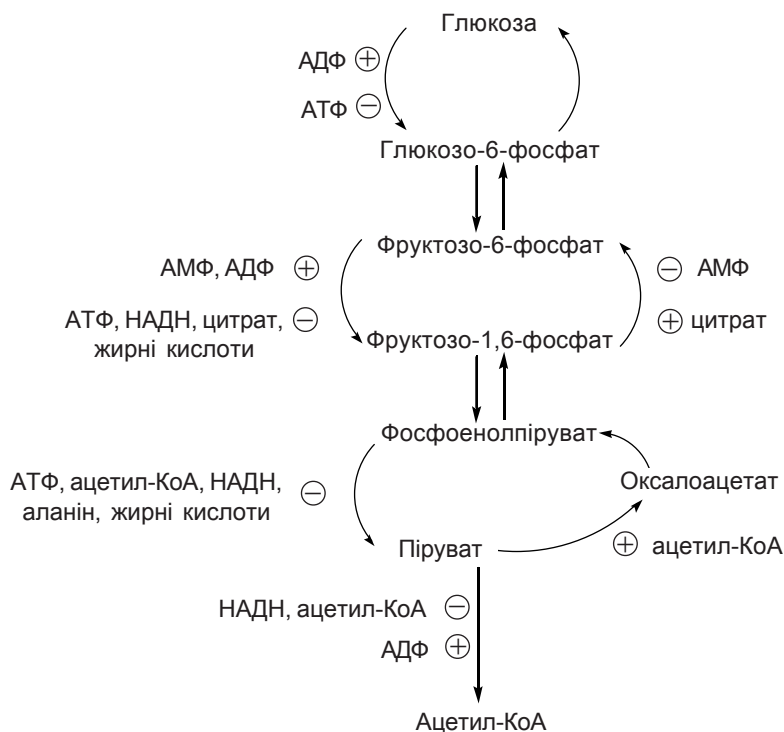 Глюкоза
АДФ ⊕
АТФ ⊖
Глюкозо-6-фосфат
Фруктозо-6-фосфат
АМФ, АДФ ⊕
⊖ АМФ
АТФ, НАДН, цитрат, ⊖
жирні кислоти
⊕ цитрат
Фруктозо-1,6-фосфат
Фосфоенолпіруват
АТФ, ацетил-КоА, НАДН, ⊖
аланін, жирні кислоти
Оксалоацетат
Піруват
⊕ ацетил-КоА
НАДН, ацетил-КоА ⊖
АДФ ⊕
Ацетил-КоА